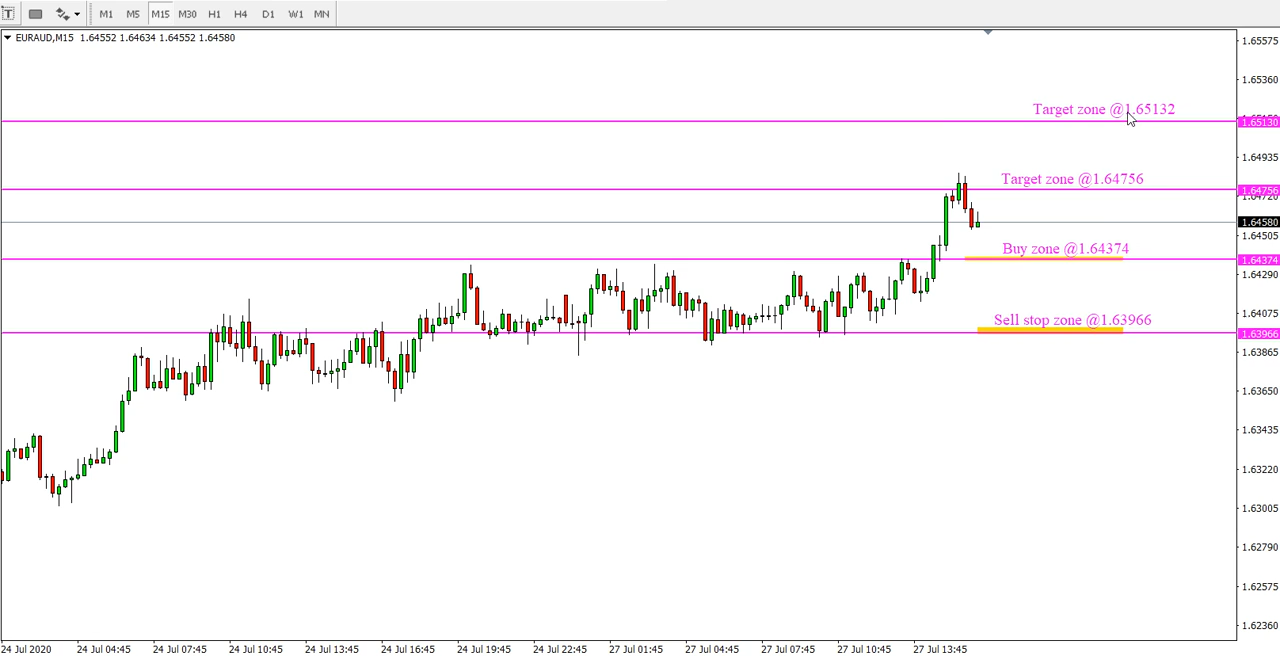 T M1 M5 M15 M30 H1 H4 D1 W1 MN
EURAUD,M15 1.64552 1.64634 1.64552 1.64580
1.65575
1.65360
Target zone @1.65132
1.65130
1.64935
Target zone @1.64756
1.64756
1.64720
1.64580
1.64505
Buy zone @1.64374
1.64374
1.64290
1.64075
Sell stop zone @1.63966
1.63966
1.63865
1.63650
1.63435
1.63220
1.63005
1.62790
1.62575
1.62360
24 Jul 2020 24 Jul 04:45 24 Jul 07:45 24 Jul 10:45 24 Jul 13:45 24 Jul 16:45 24 Jul 19:45 24 Jul 22:45 27 Jul 01:45 27 Jul 04:45 27 Jul 07:45 27 Jul 10:45 27 Jul 13:45